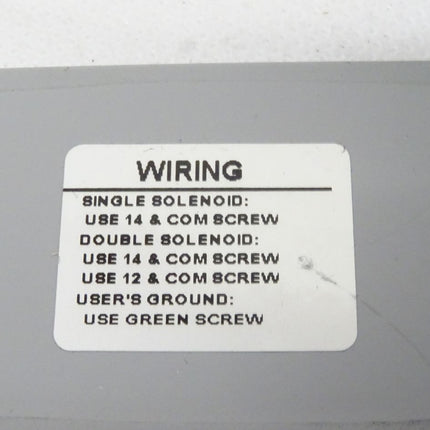 WIRING
SINGLE SOLENOID:
USE 14 & COM SCREW
DOUBLE SOLENOID:
USE 14 & COM SCREW
USE 12 & COM SCREW
USER'S GROUND:
USE GREEN SCREW